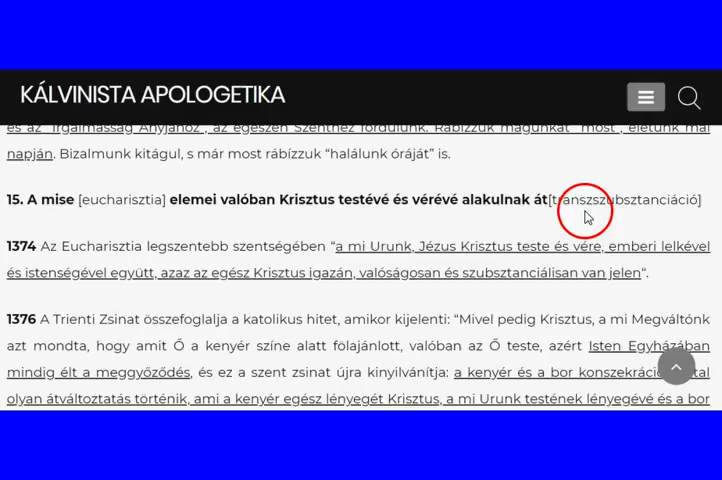 KÁLVINISTA APOLOGETIKA
és az "Irgalmasság Anyjához", az egészen Szenthez fordulunk. Rábízzuk magunkat "most", életünk mai
napján. Bizalmunk kitágul, s már most rábízzuk "halálunk óráját" is.
15. A mise [eucharisztia] elemei valóban Krisztus testévé és vérévé alakulnak át[transzszubsztanciáció]
1374 Az Eucharisztia legszentebb szentségében "a mi Urunk, Jézus Krisztus teste és vére, emberi lelkével
és istenségével együtt, azaz az egész Krisztus igazán, valóságosan és szubsztanciálisan van jelen".
1376 A Trienti Zsinat összefoglalja a katolikus hitet, amikor kijelenti: "Mivel pedig Krisztus, a mi Megváltónk
azt mondta, hogy amit Ő a kenyér színe alatt fölajánlott, valóban az Ő teste, azért Isten Egyházában
mindig élt a meggyőződés, és ez a szent zsinat újra kinyilvánítja: a kenyér és a bor konszekráció
olyan átváltoztatás történik, ami a kenyér egész lényegét Krisztus, a mi Urunk testének lényegévé és a bor